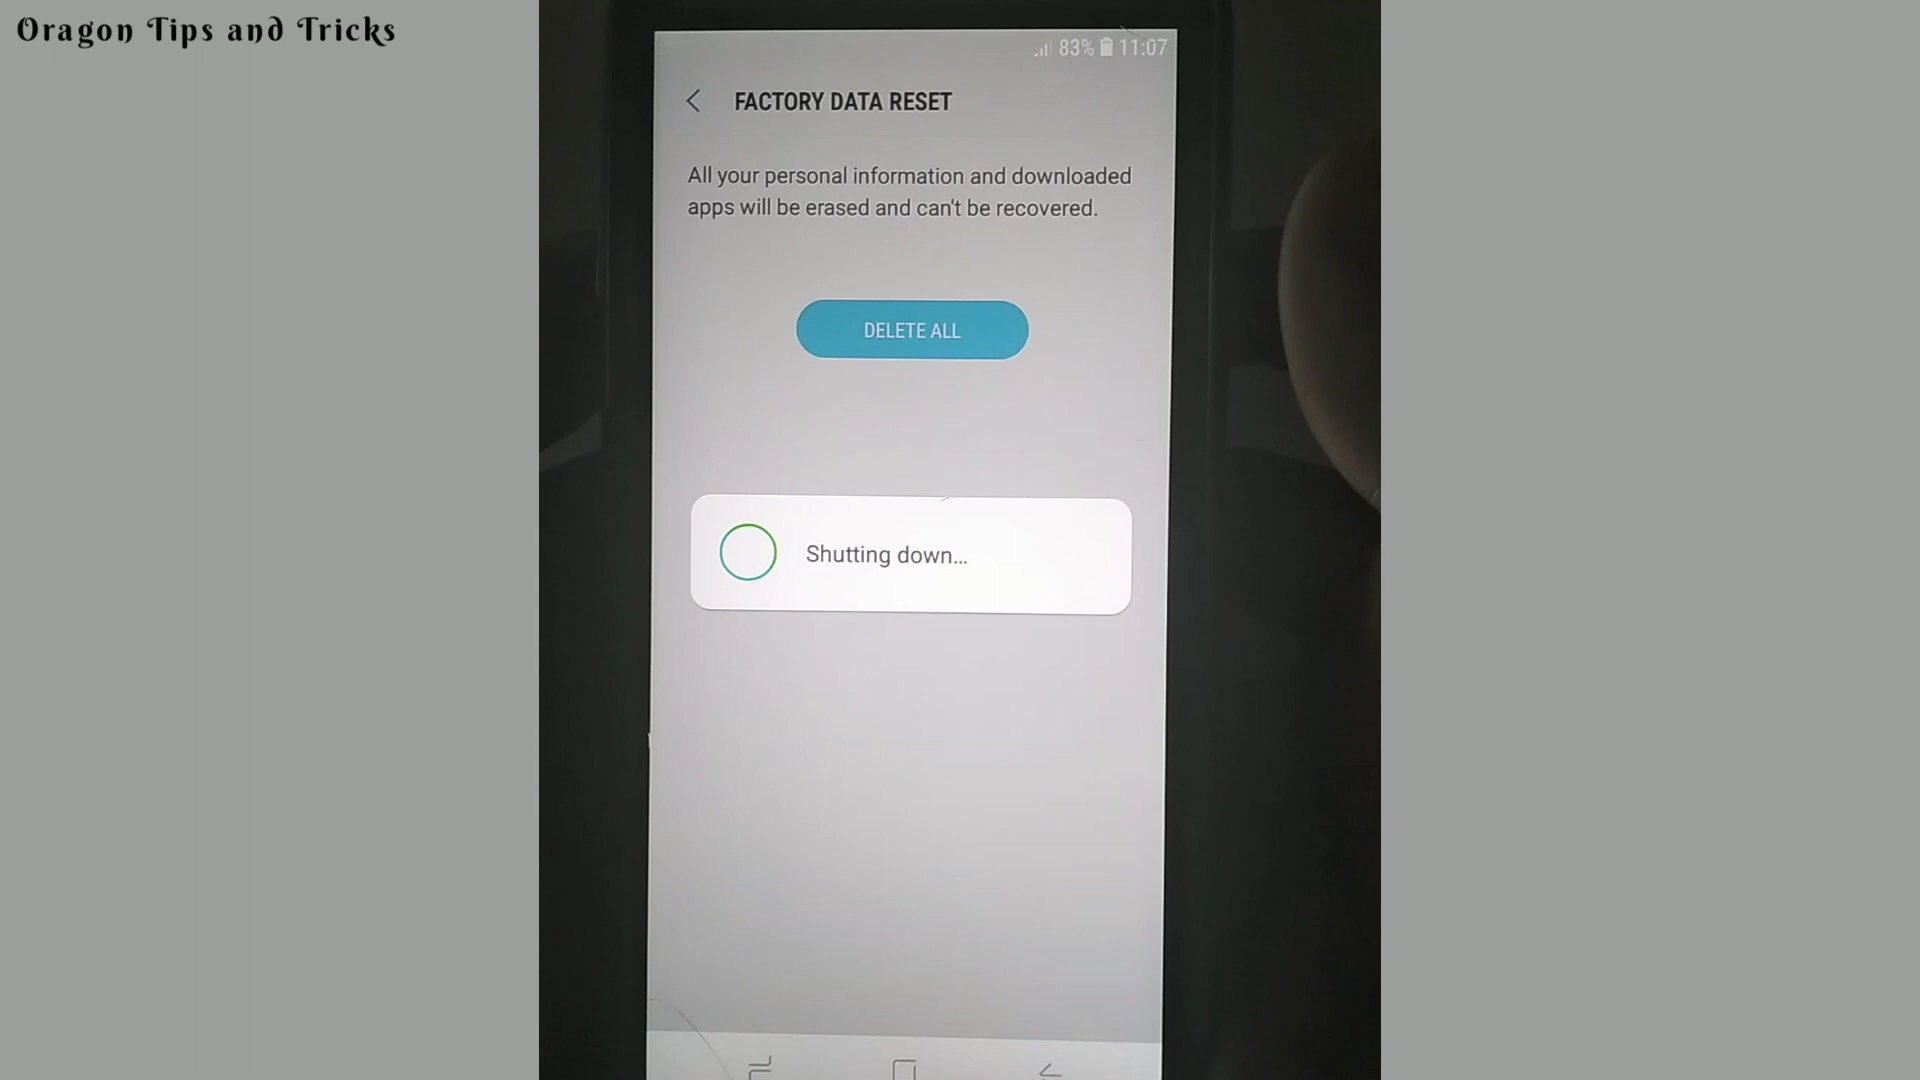 Oragon Tips and Tricks
83% 11:07
FACTORY DATA RESET
All your personal information and downloaded
apps will be erased and can't be recovered.
DELETE ALL
Shutting down...